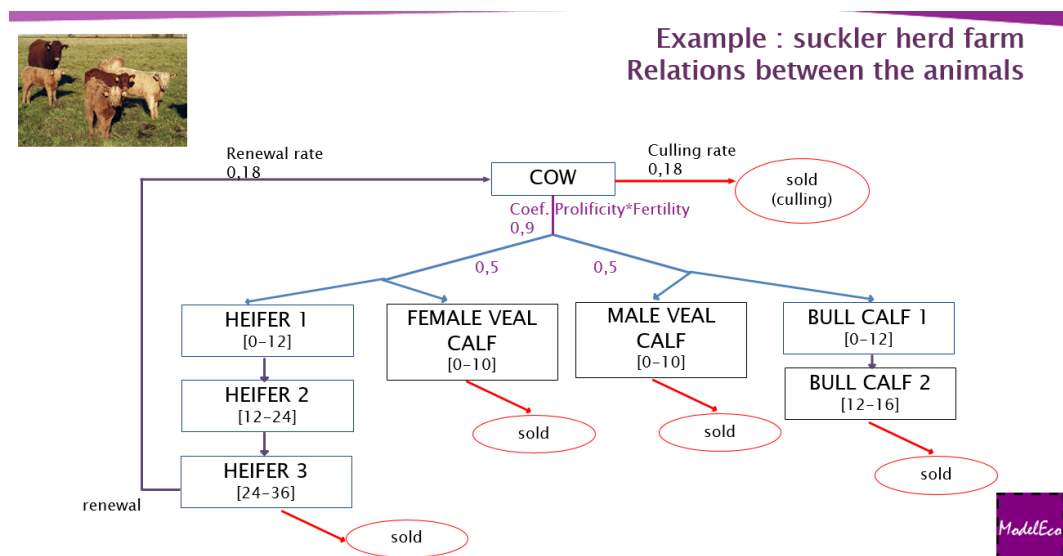 Example : suckler herd farm
Relations between the animals
Renewal rate
0,18
Culling rate
0,18
COW
sold
(culling)
Coef. Prolificity*Fertility
0,9
0,5
0,5
HEIFER 1
[0-12]
FEMALE VEAL
CALF
[0-10]
MALE VEAL
CALF
[0-10]
BULL CALF 1
[0-12]
HEIFER 2
[12-24]
BULL CALF 2
[12-16]
sold
sold
HEIFER 3
[24-36]
sold
renewal
sold
ModelEco